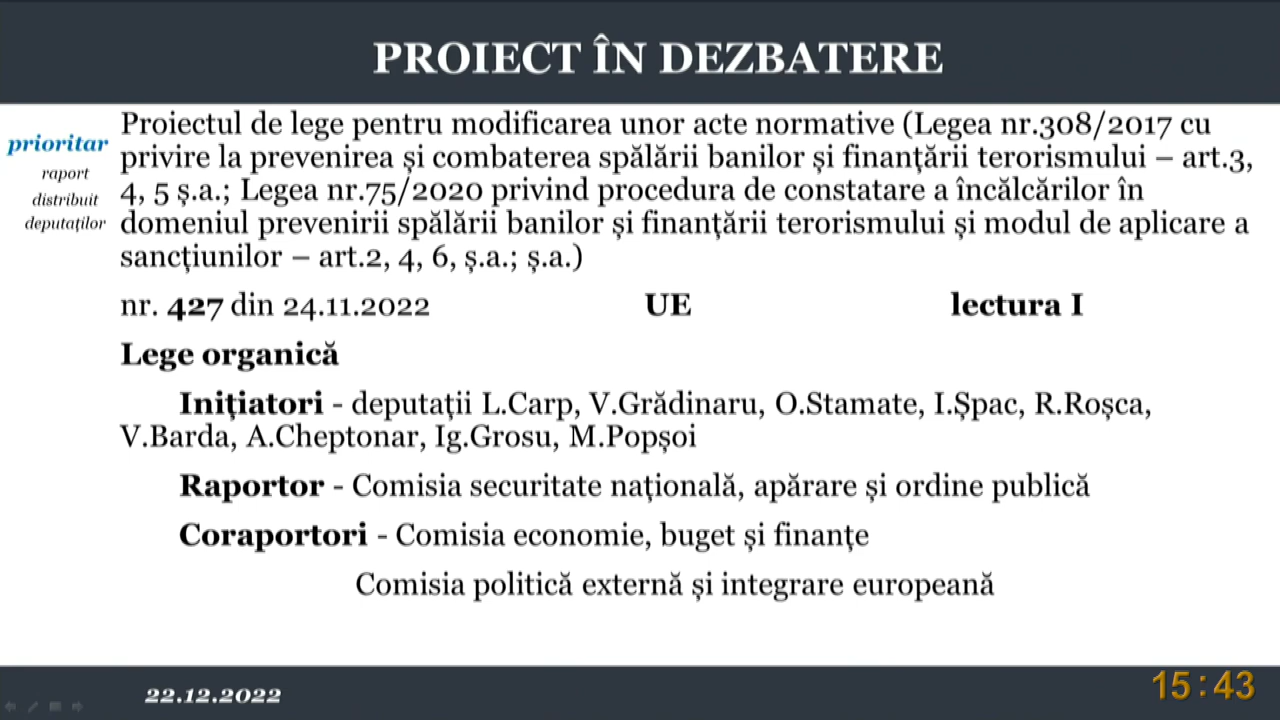 PROIECT ÎN DEZBATERE
prioritar
raport
distribuit
deputaților
Proiectul de lege pentru modificarea unor acte normative (Legea nr.308/2017 cu
privire la prevenirea și combaterea spălării banilor și finanțării terorismului – art.3,
4, 5 ș.a.; Legea nr.75/2020 privind procedura de constatare a încălcărilor în
domeniul prevenirii spălării banilor și finanțării terorismului și modul de aplicare a
sancțiunilor – art.2, 4, 6, ș.a.; ș.a.)
nr. 427 din 24.11.2022 UE lectura I
Lege organică
Inițiatori - deputații L.Carp, V.Grădinaru, O.Stamate, I.Șpac, R.Roșca,
V.Barda, A.Cheptonar, Ig.Grosu, M.Popșoi
Raportor - Comisia securitate națională, apărare și ordine publică
Coraportori - Comisia economie, buget și finanțe
Comisia politică externă și integrare europeană
22.12.2022
15:43